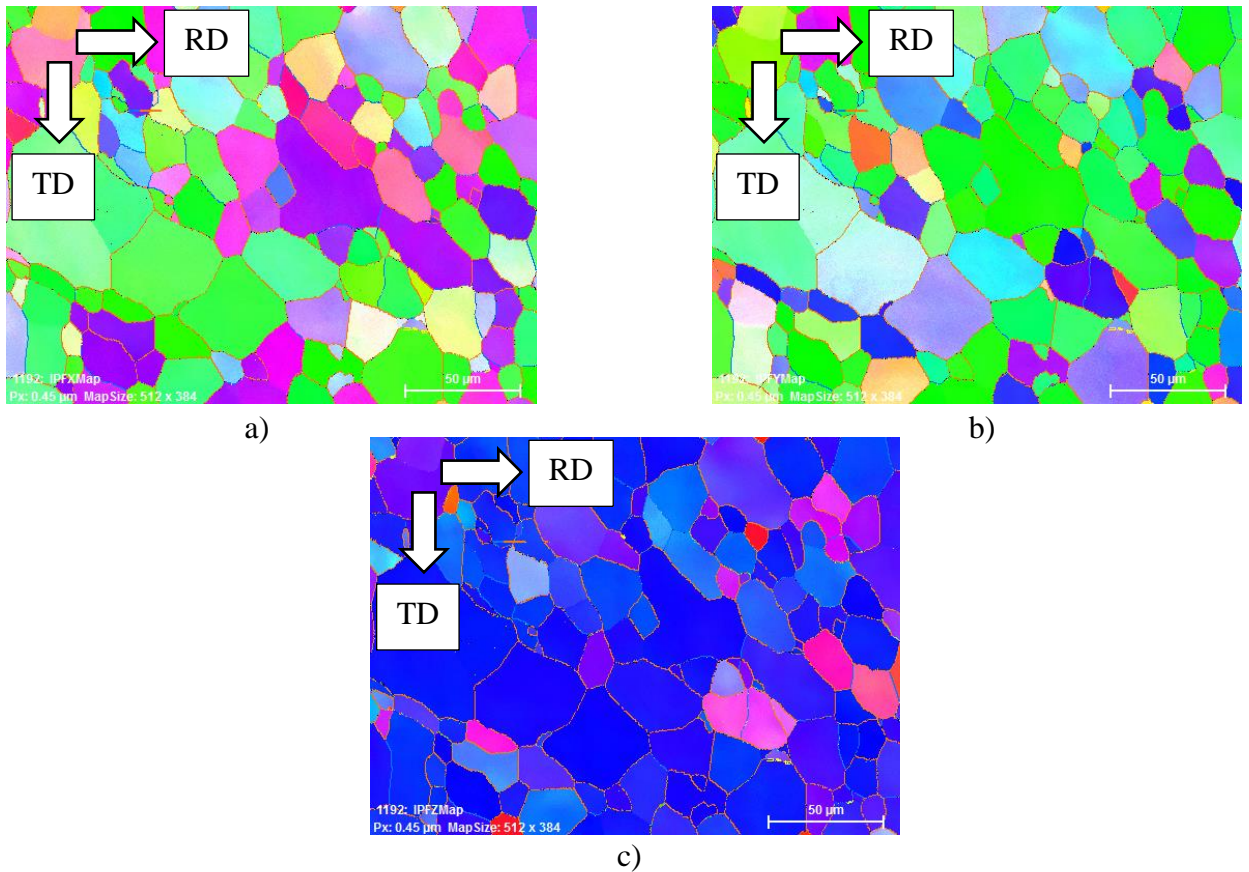 RD
TD
50 µm
1192: IPFXMap
Px: 0.45 µm MapSize: 512 x 384
a)
RD
TD
50 µm
1192: IPFYMap
Px: 0.45 µm MapSize: 512 x 384
b)
RD
TD
50 µm
1192: IPFZMap
Px: 0.45 µm MapSize: 512 x 384
c)